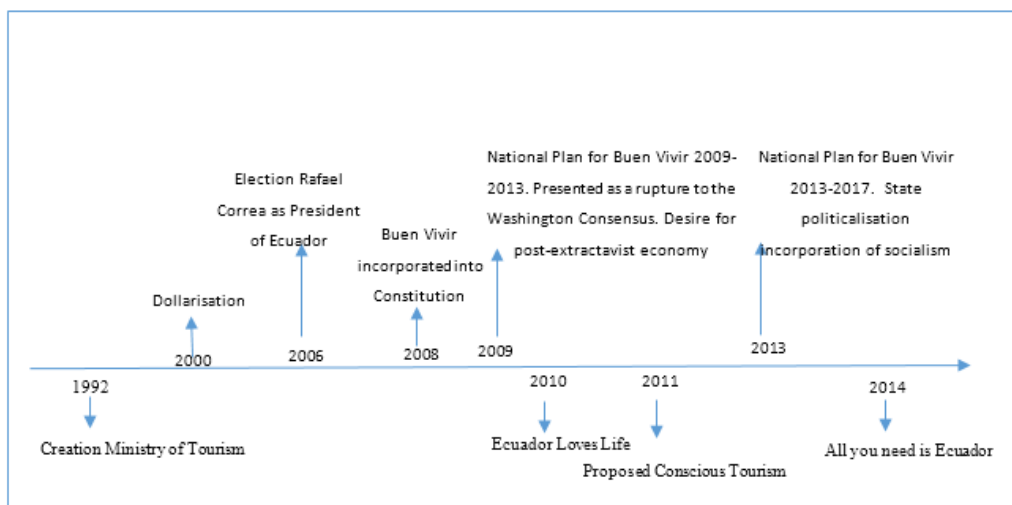 Election Rafael
Correa as President
of Ecuador
Buen Vivir
incorporated into
Constitution
National Plan for Buen Vivir 2009-
2013. Presented as a rupture to the
Washington Consensus. Desire for
post-extractavist economy
National Plan for Buen Vivir
2013-2017. State
politicalisation
incorporation of socialism
Dollarisation
2000
2006
2008
2009
2013
1992
2010
2011
2014
Creation Ministry of Tourism
Ecuador Loves Life
Proposed Conscious Tourism
All you need is Ecuador